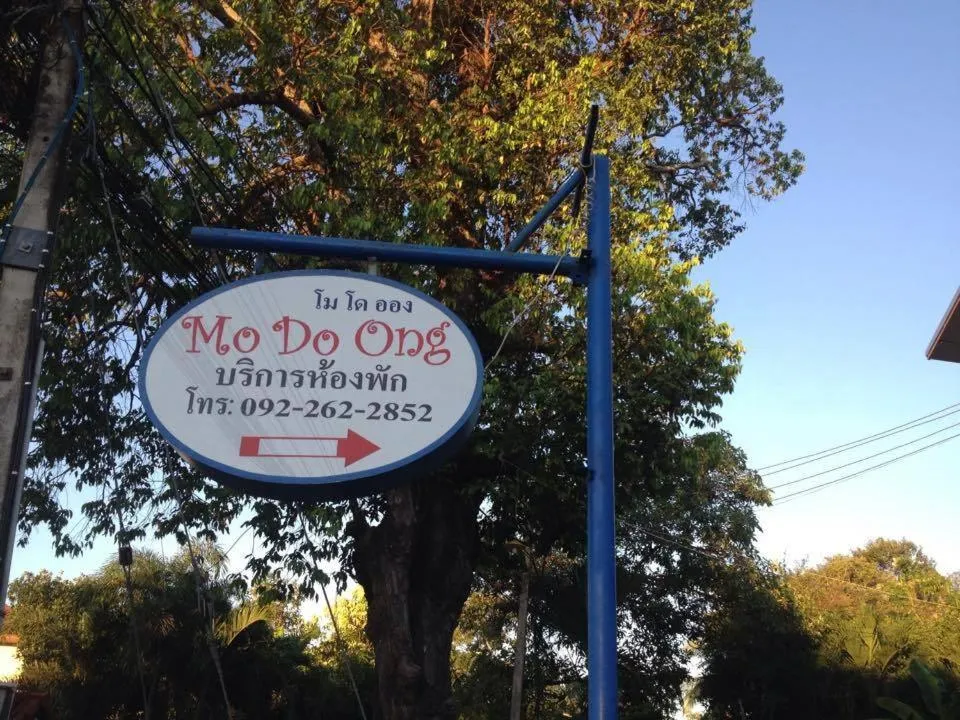 โม โด ออง
Mo Do Ong
บริการห้องพัก
โทร: 092-262-2852